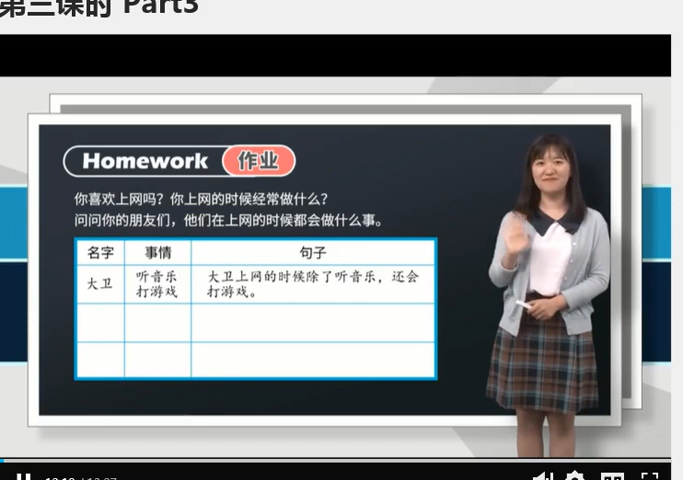 第三课时 Part3
Homework 作业
你喜欢上网吗？你上网的时候经常做什么？
问问你的朋友们，他们在上网的时候都会做什么事。
名字 事情 句子
大卫
听音乐
打游戏
大卫上网的时候除了听音乐，还会
打游戏。